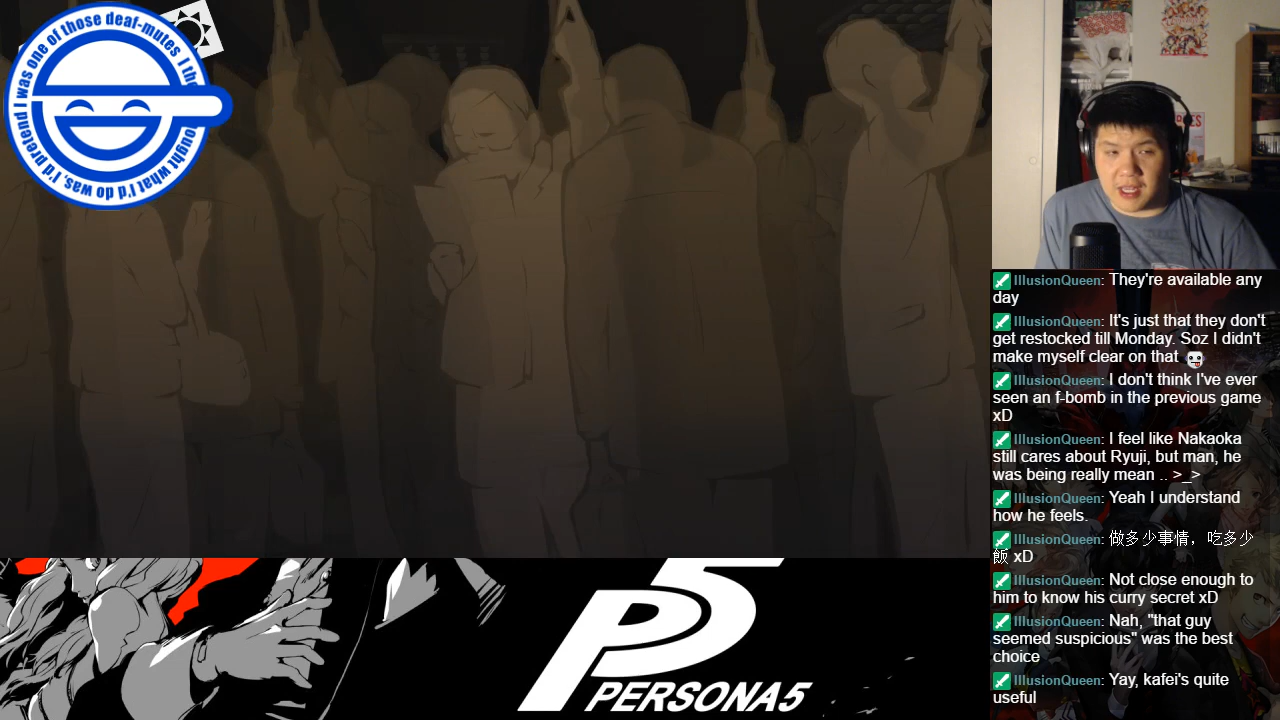 I was one of those deaf-mutes. I thought what I'd do was, I'd pretend
IllusionQueen: They're available any
day
IllusionQueen: It's just that they don't
get restocked till Monday. Soz I didn't
make myself clear on that
IllusionQueen: I don't think I've ever
seen an f-bomb in the previous game
xD
IllusionQueen: I feel like Nakaoka
still cares about Ryuji, but man, he
was being really mean .. >_>
IllusionQueen: Yeah I understand
how he feels.
IllusionQueen: 做多少事情，吃多少
飯 xD
IllusionQueen: Not close enough to
him to know his curry secret xD
IllusionQueen: Nah, "that guy
seemed suspicious" was the best
choice
IllusionQueen: Yay, kafei's quite
useful
P5
PERSONA5